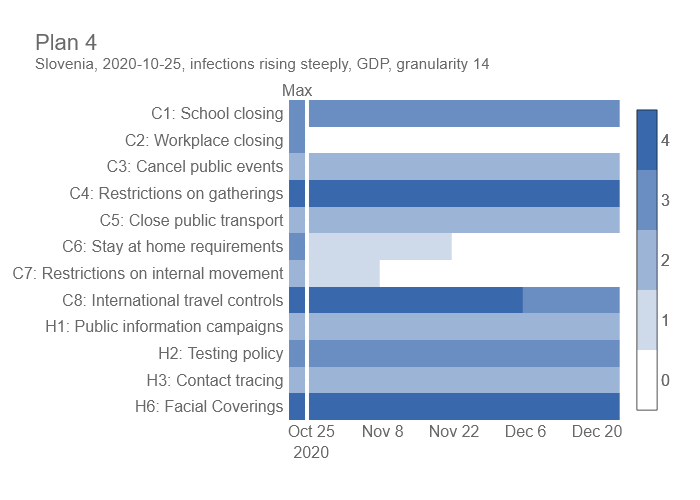 Plan 4
Slovenia, 2020-10-25, infections rising steeply, GDP, granularity 14
Max
C1: School closing
C2: Workplace closing
C3: Cancel public events
C4: Restrictions on gatherings
C5: Close public transport
C6: Stay at home requirements
C7: Restrictions on internal movement
C8: International travel controls
H1: Public information campaigns
H2: Testing policy
H3: Contact tracing
H6: Facial Coverings
Oct 25 Nov 8 Nov 22 Dec 6 Dec 20
2020
4
3
2
1
0